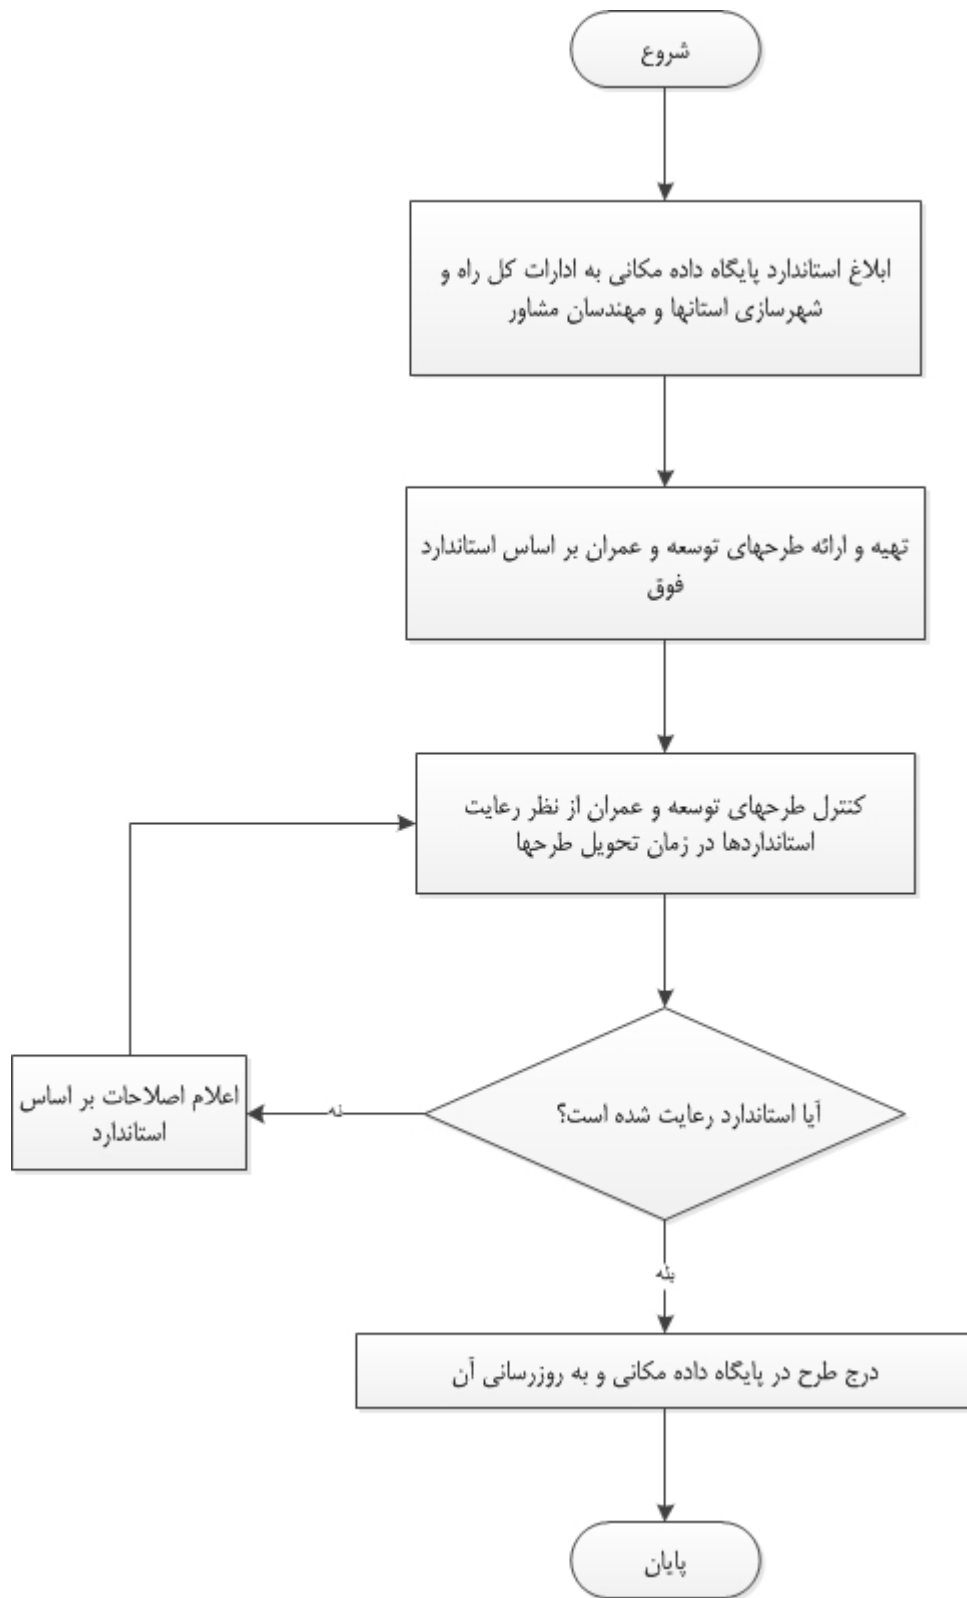 شروع
ابلاغ استاندارد پایگاه داده مکانی به ادارات کل راه و
شهرسازی استانها و مهندسان مشاور
تهیه و ارائه طرحهای توسعه و عمران بر اساس استاندارد
فوق
کنترل طرحهای توسعه و عمران از نظر رعایت
استانداردها در زمان تحویل طرحها
آیا استاندارد رعایت شده است؟
نه
اعلام اصلاحات بر اساس
استاندارد
بله
درج طرح در پایگاه داده مکانی و به روزرسانی آن
پایان